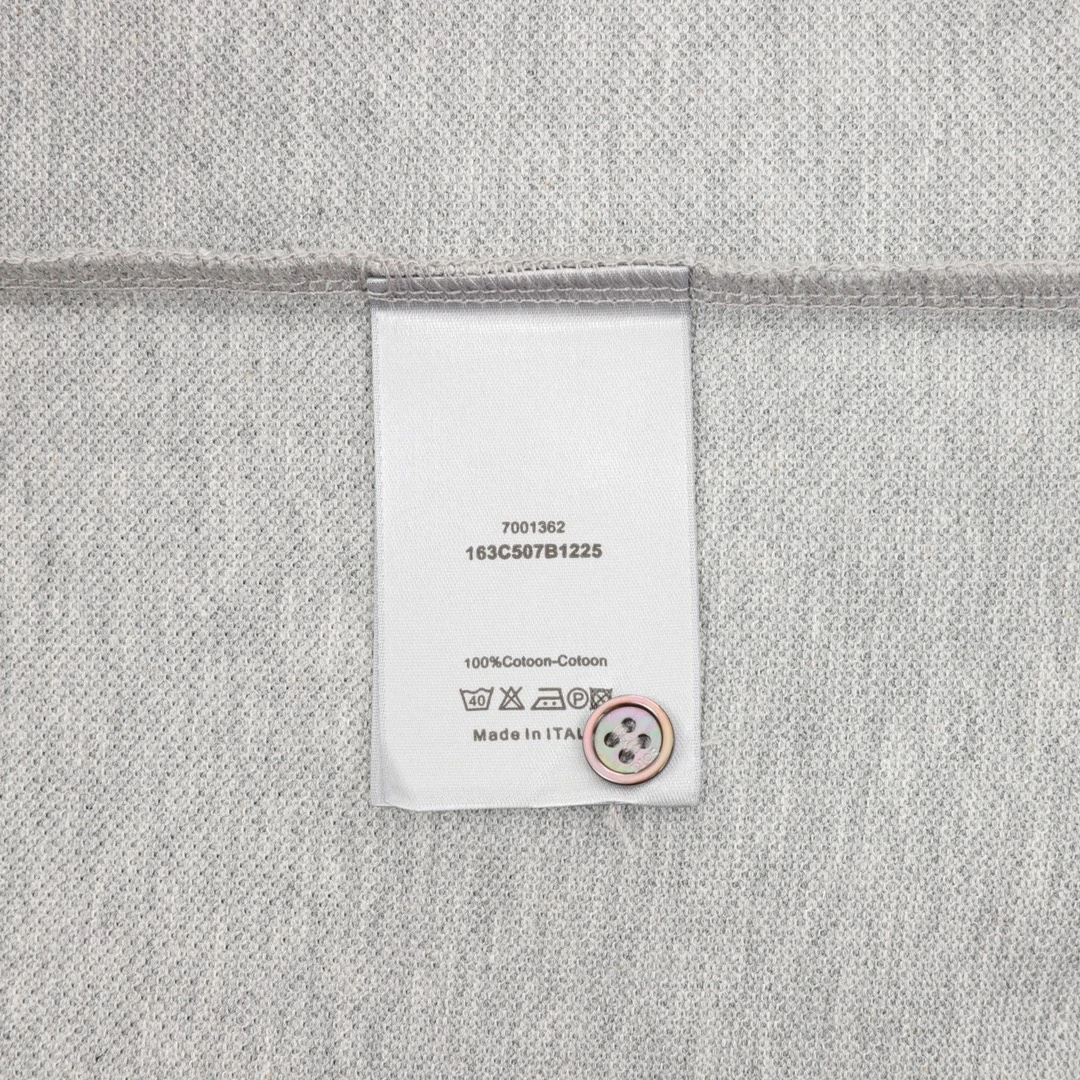 7001362
163C507B1225
100%Cotoon-Cotoon
40 P
Made in ITAL